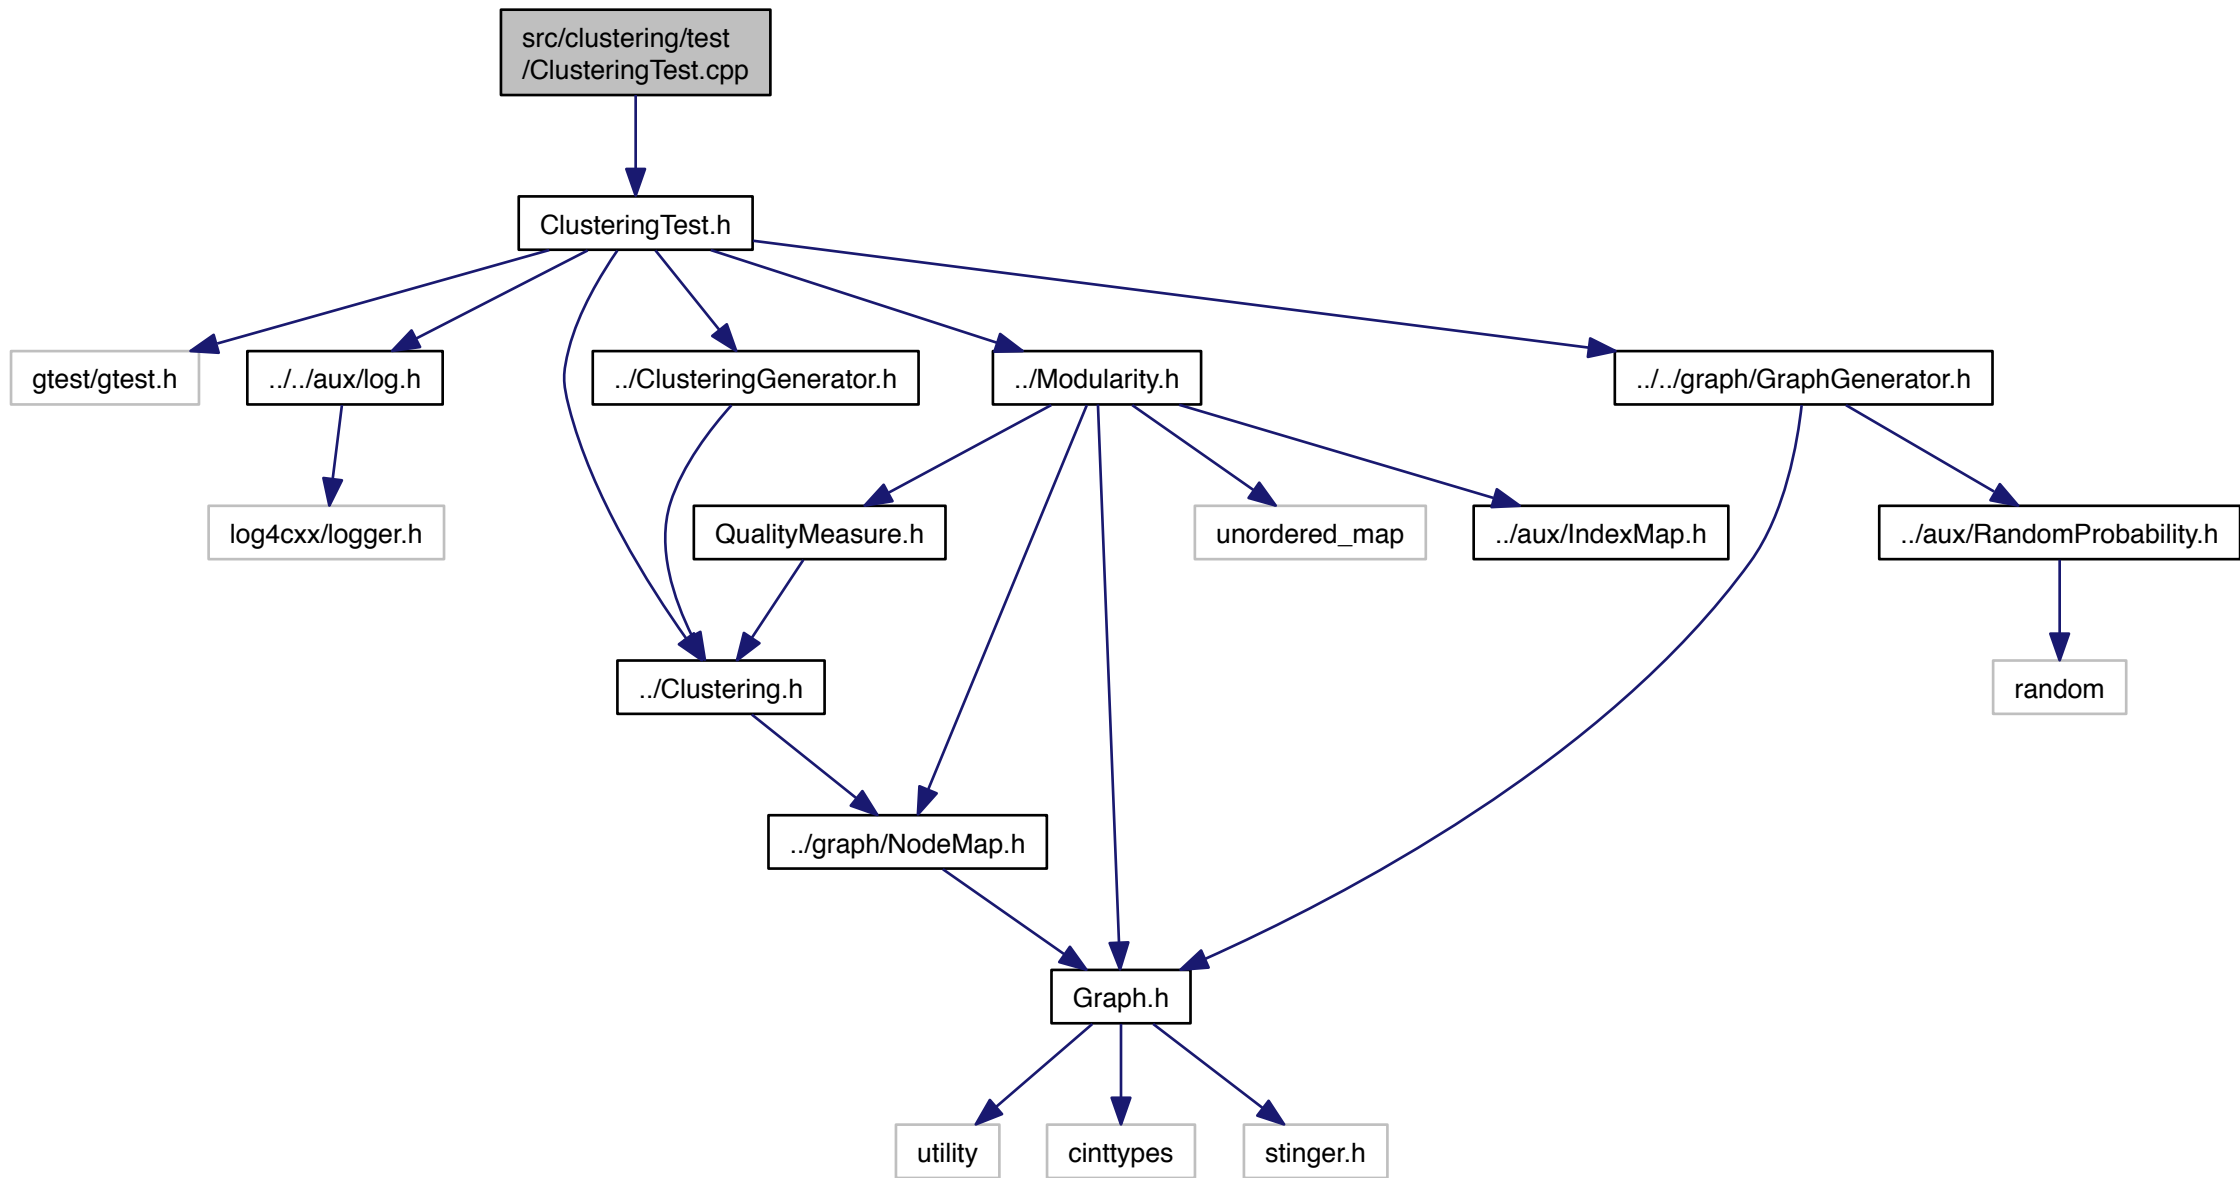 src/clustering/test
/ClusteringTest.cpp
ClusteringTest.h
gtest/gtest.h
../../aux/log.h
../ClusteringGenerator.h
../Modularity.h
../../graph/GraphGenerator.h
log4cxx/logger.h
QualityMeasure.h
unordered_map
../aux/IndexMap.h
../aux/RandomProbability.h
../Clustering.h
random
../graph/NodeMap.h
Graph.h
utility
cinttypes
stinger.h